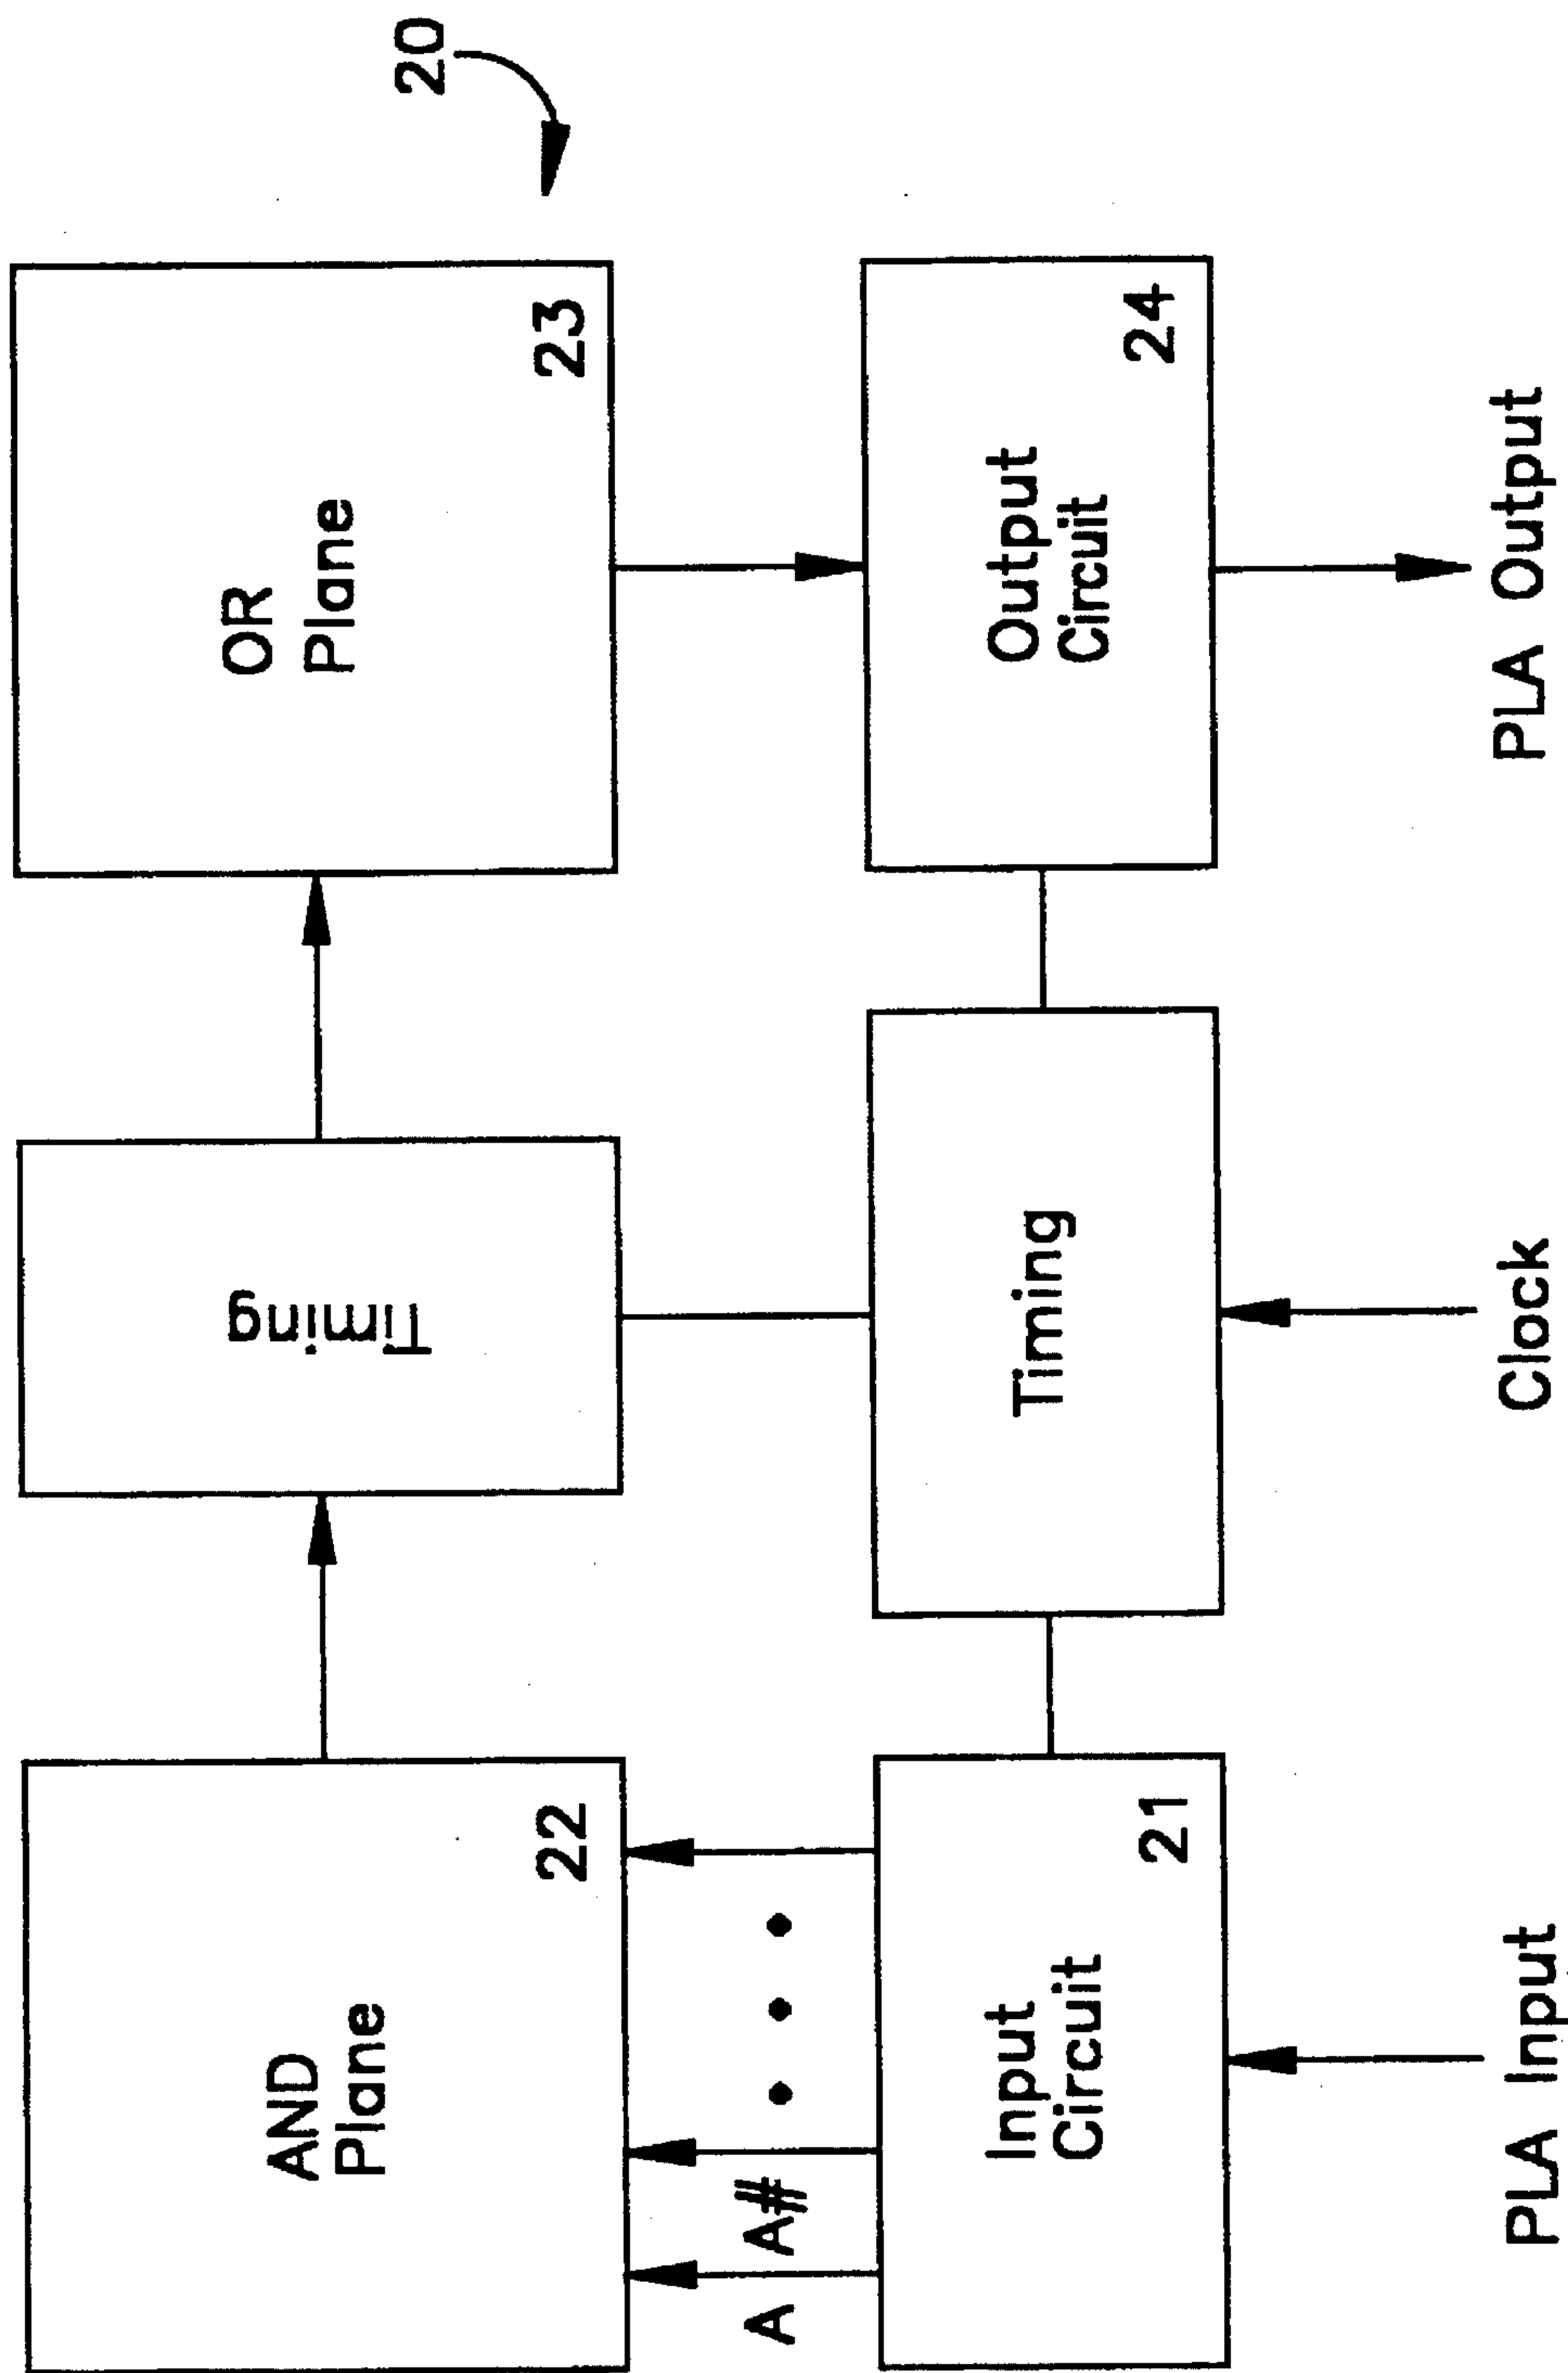 20
AND
Plane
22
Timing
OR
Plane
23
A
A#
Input
Circuit
21
Timing
Output
Circuit
24
PLA Input
Clock
PLA Output